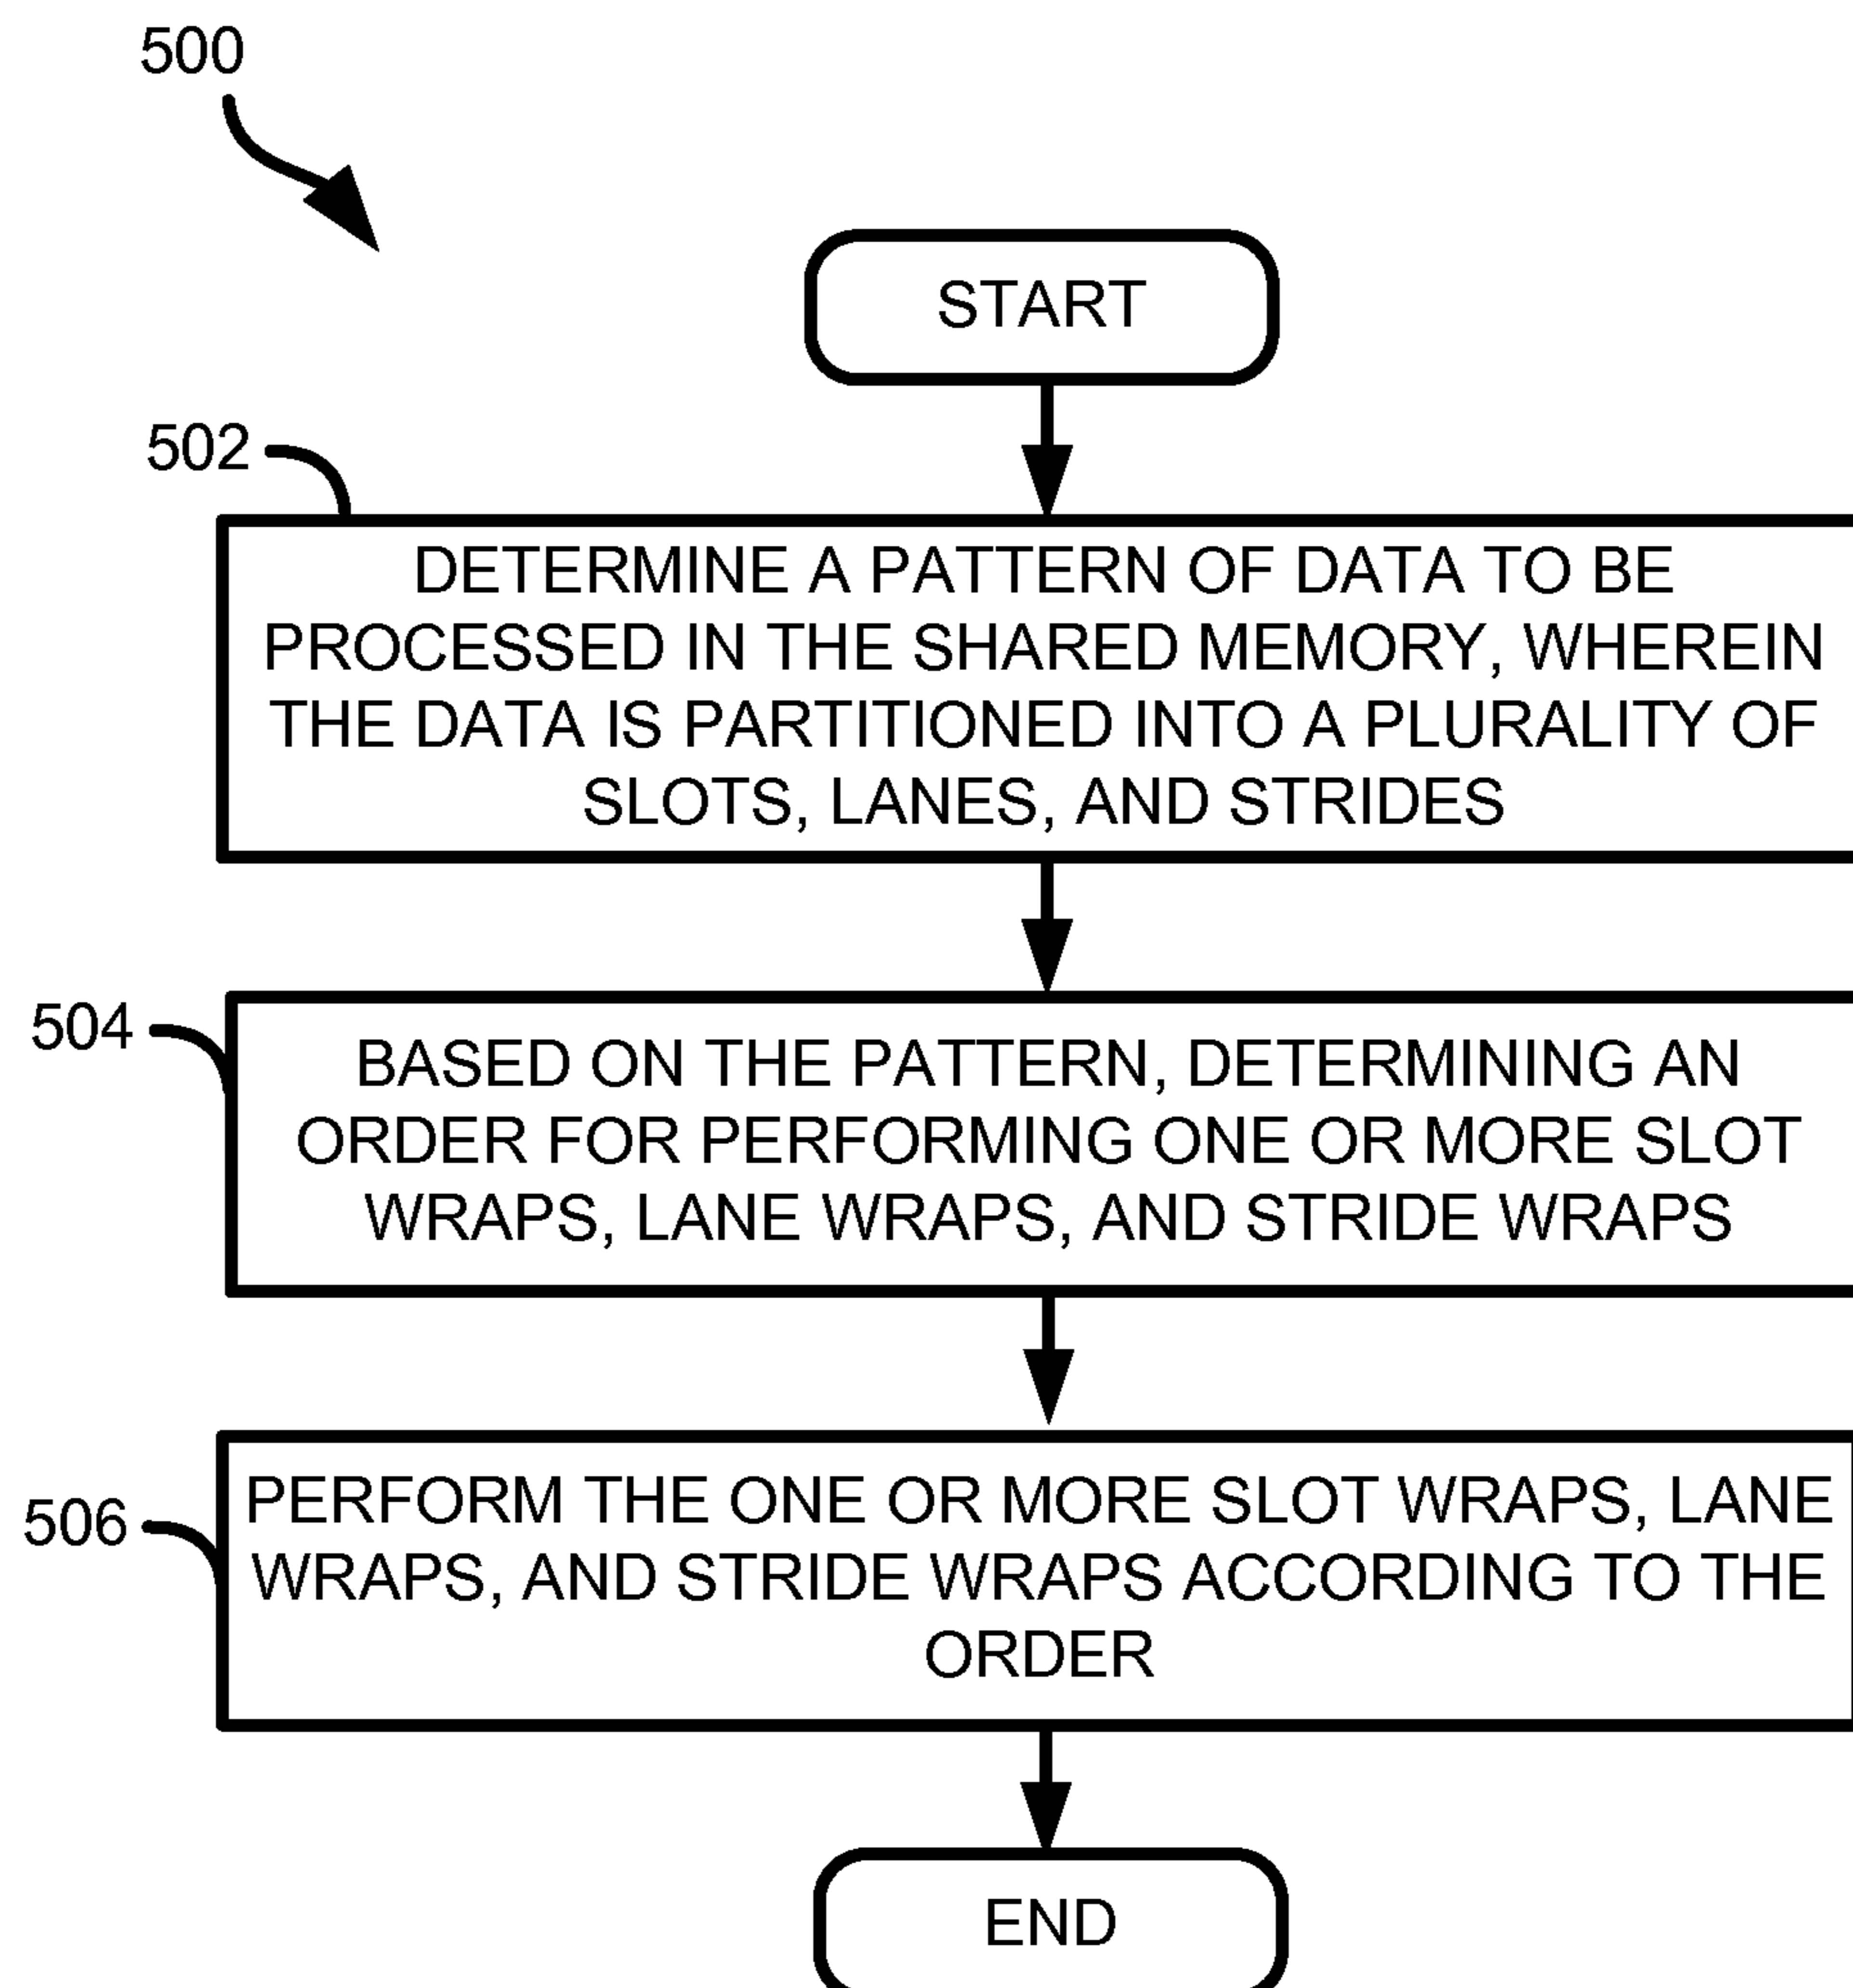 500
START
502
DETERMINE A PATTERN OF DATA TO BE
PROCESSED IN THE SHARED MEMORY, WHEREIN
THE DATA IS PARTITIONED INTO A PLURALITY OF
SLOTS, LANES, AND STRIDES
504
BASED ON THE PATTERN, DETERMINING AN
ORDER FOR PERFORMING ONE OR MORE SLOT
WRAPS, LANE WRAPS, AND STRIDE WRAPS
506
PERFORM THE ONE OR MORE SLOT WRAPS, LANE
WRAPS, AND STRIDE WRAPS ACCORDING TO THE
ORDER
END